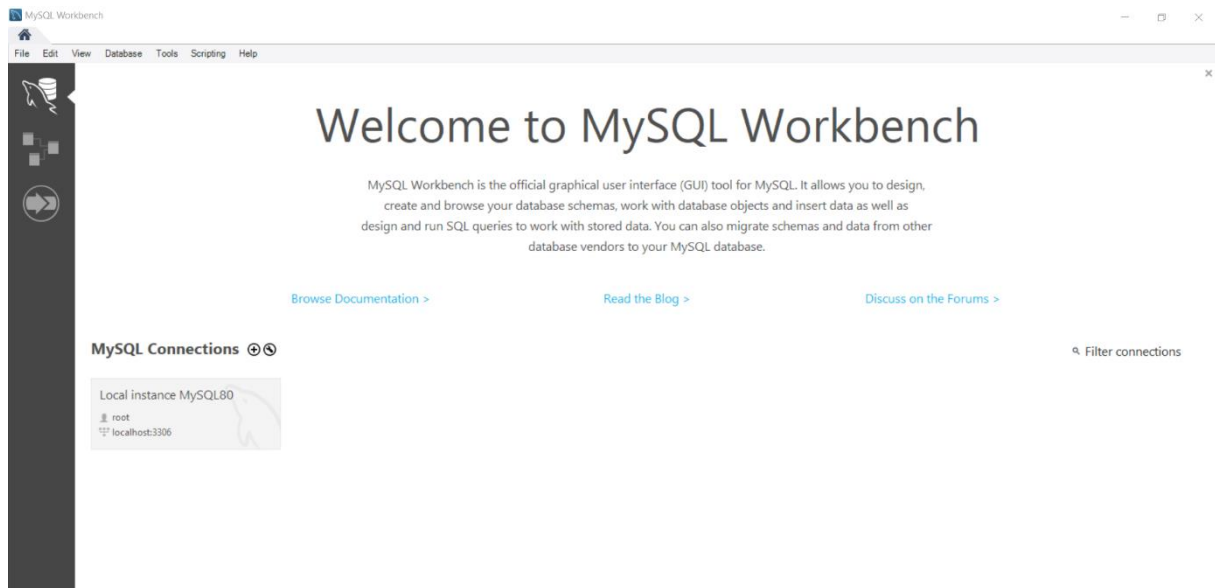 MySQL Workbench
File Edit View Database Tools Scripting Help
Welcome to MySQL Workbench
MySQL Workbench is the official graphical user interface (GUI) tool for MySQL. It allows you to design,
create and browse your database schemas, work with database objects and insert data as well as
design and run SQL queries to work with stored data. You can also migrate schemas and data from other
database vendors to your MySQL database.
Browse Documentation > Read the Blog > Discuss on the Forums >
MySQL Connections Filter connections
Local instance MySQL80
root
localhost:3306